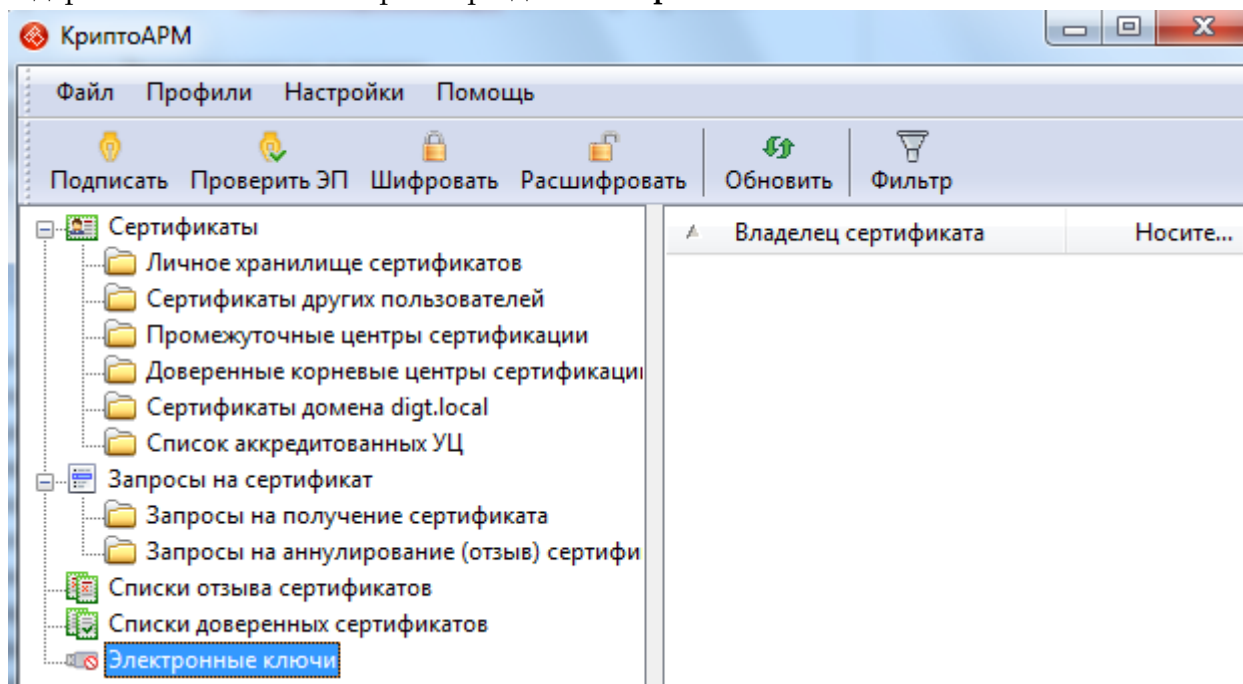 КриптоАРМ
Файл Профили Настройки Помощь
Подписать Проверить ЭП Шифровать Расшифровать Обновить Фильтр
Сертификаты
Личное хранилище сертификатов
Сертификаты других пользователей
Промежуточные центры сертификации
Доверенные корневые центры сертификаци
Сертификаты домена digt.local
Список аккредитованных УЦ
Запросы на сертификат
Запросы на получение сертификата
Запросы на аннулирование (отзыв) сертифи
Списки отзыва сертификатов
Списки доверенных сертификатов
Электронные ключи
Владелец сертификата Носите...